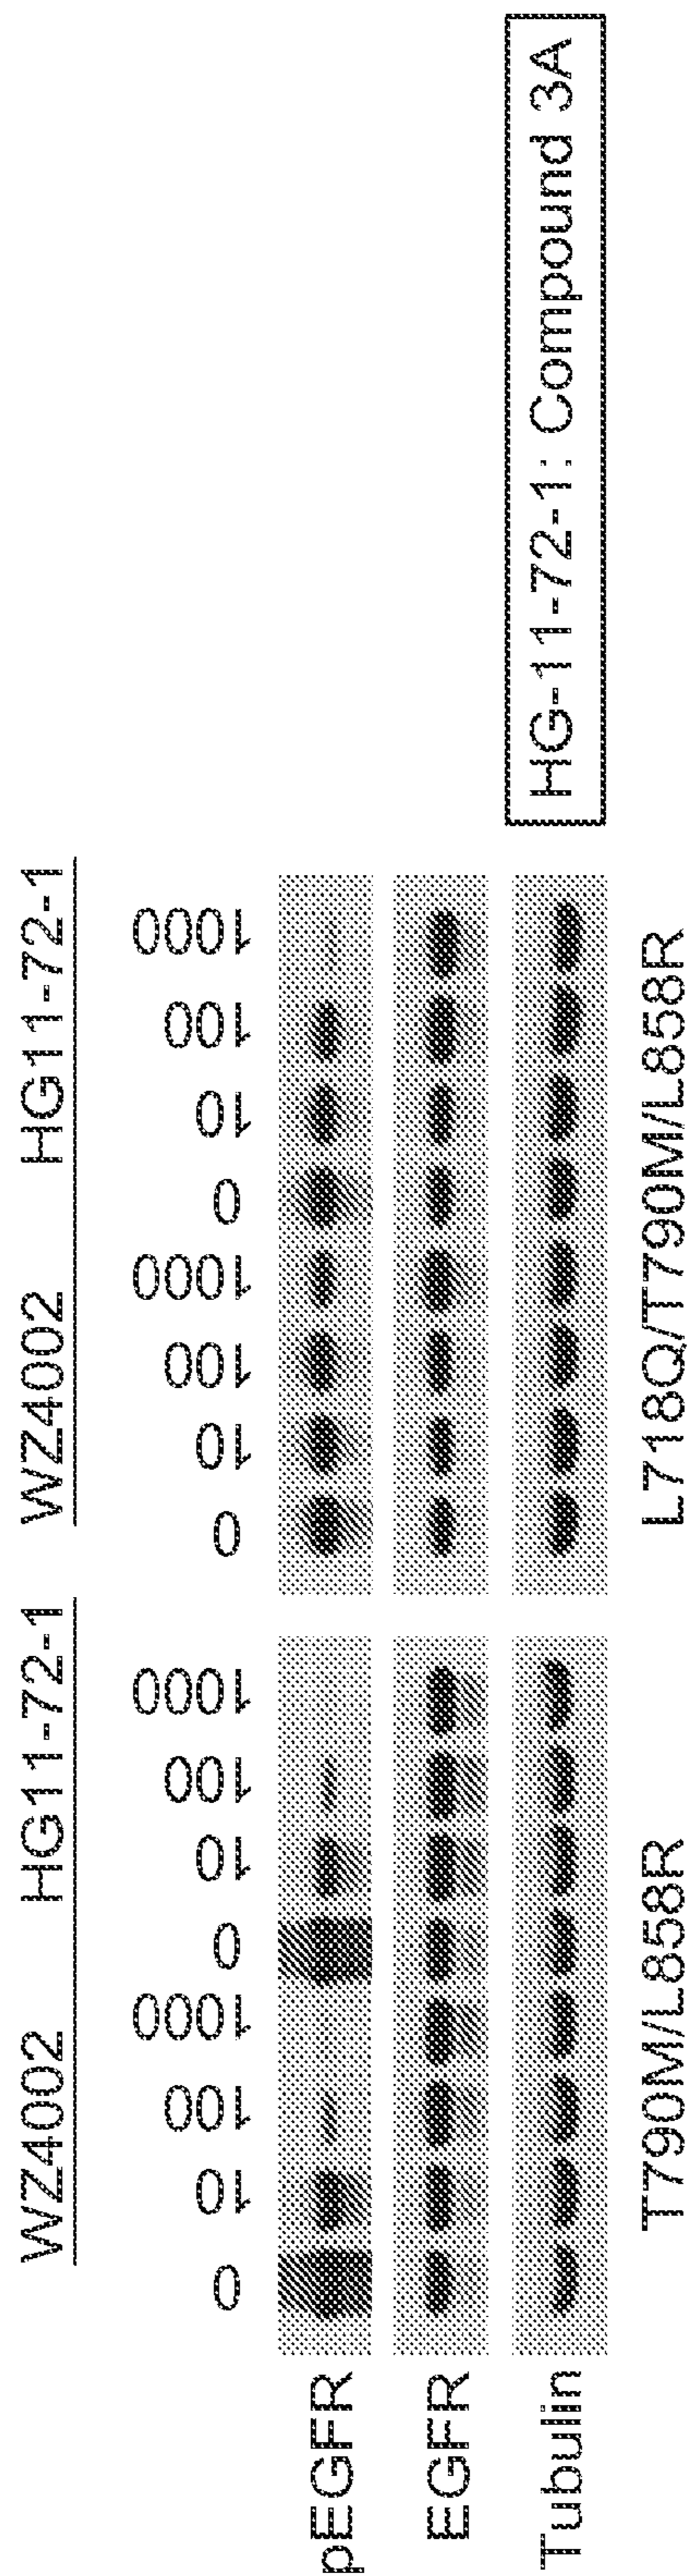 WZ4002 HG11-72-1 WZ4002 HG11-72-1
0 10 100 1000 0 10 100 1000 0 10 100 1000 0 10 100 1000
pEGFR
EGFR
Tubulin
HG-11-72-1: Compound 3A
T790M/L858R L718Q/T790M/L858R